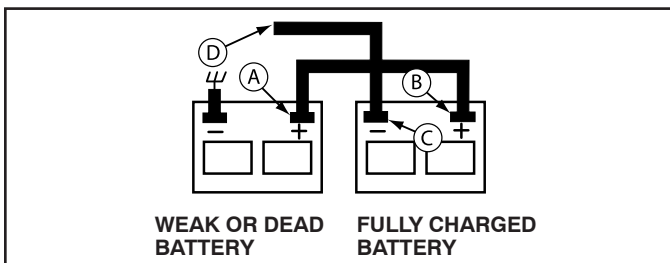 D
A
B
− + − C +
WEAK OR DEAD
BATTERY
FULLY CHARGED
BATTERY